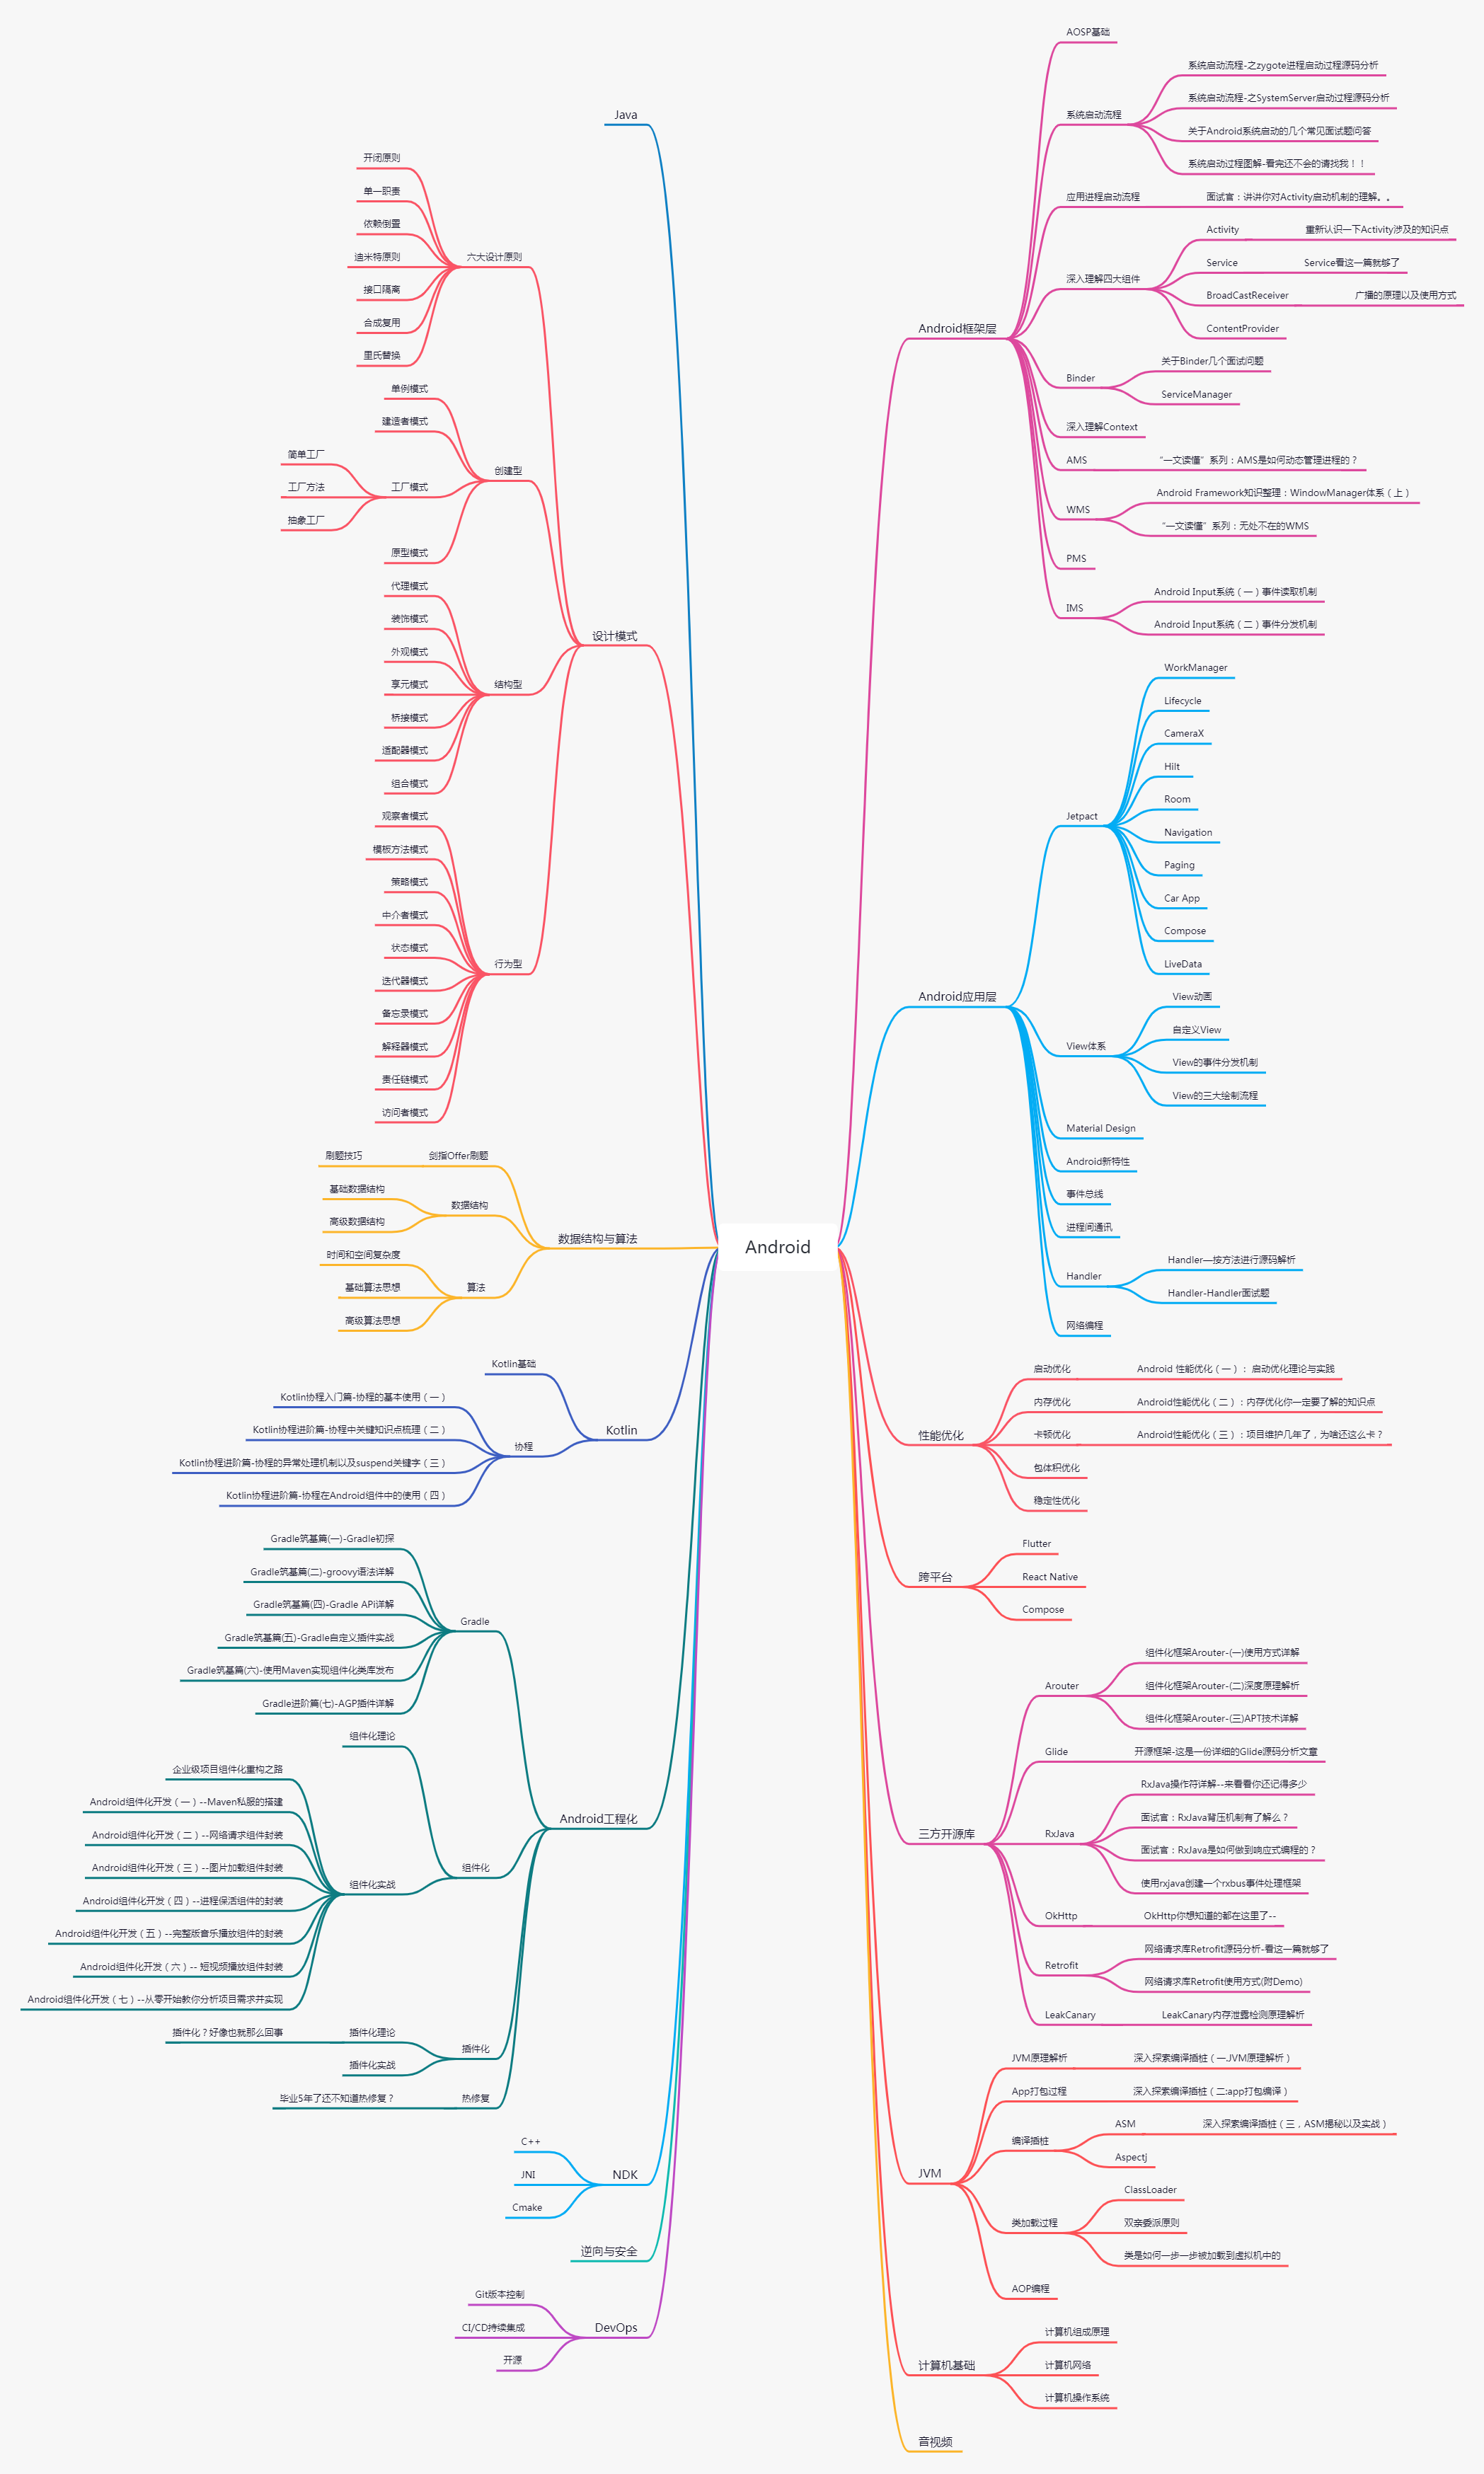 Android
Java
设计模式
六大设计原则
开闭原则
单一职责
依赖倒置
迪米特原则
接口隔离
合成复用
里氏替换
创建型
单例模式
建造者模式
工厂模式
简单工厂
工厂方法
抽象工厂
原型模式
结构型
代理模式
装饰模式
外观模式
享元模式
桥接模式
适配器模式
组合模式
行为型
观察者模式
模板方法模式
策略模式
中介者模式
状态模式
迭代器模式
备忘录模式
解释器模式
责任链模式
访问者模式
数据结构与算法
剑指Offer刷题
刷题技巧
数据结构
基础数据结构
高级数据结构
算法
时间和空间复杂度
基础算法思想
高级算法思想
Kotlin
Kotlin基础
协程
Kotlin协程入门篇-协程的基本使用（一）
Kotlin协程进阶篇-协程中关键知识点梳理（二）
Kotlin协程进阶篇-协程的异常处理机制以及suspend关键字（三）
Kotlin协程进阶篇-协程在Android组件中的使用（四）
Android工程化
Gradle
Gradle筑基篇(一)-Gradle初探
Gradle筑基篇(二)-groovy语法详解
Gradle筑基篇(四)-Gradle APi详解
Gradle筑基篇(五)-Gradle自定义插件实战
Gradle筑基篇(六)-使用Maven实现组件化类库发布
Gradle进阶篇(七)-AGP插件详解
组件化
组件化理论
组件化实战
企业级项目组件化重构之路
Android组件化开发（一）--Maven私服的搭建
Android组件化开发（二）--网络请求组件封装
Android组件化开发（三）--图片加载组件封装
Android组件化开发（四）--进程保活组件的封装
Android组件化开发（五）--完整版音乐播放组件的封装
Android组件化开发（六）-- 短视频播放组件封装
Android组件化开发（七）--从零开始教你分析项目需求并实现
插件化
插件化理论
插件化？好像也就那么回事
插件化实战
热修复
毕业5年了还不知道热修复？
NDK
C++
JNI
Cmake
逆向与安全
DevOps
Git版本控制
CI/CD持续集成
开源
Android框架层
AOSP基础
系统启动流程
系统启动流程-之zygote进程启动过程源码分析
系统启动流程-之SystemServer启动过程源码分析
关于Android系统启动的几个常见面试题问答
系统启动过程图解-看完还不会的请找我！！
应用进程启动流程
面试官：讲讲你对Activity启动机制的理解。。
深入理解四大组件
Activity
重新认识一下Activity涉及的知识点
Service
Service看这一篇就够了
BroadCastReceiver
广播的原理以及使用方式
ContentProvider
Binder
关于Binder几个面试问题
ServiceManager
深入理解Context
AMS
“一文读懂”系列：AMS是如何动态管理进程的？
WMS
Android Framework知识整理：WindowManager体系（上）
“一文读懂”系列：无处不在的WMS
PMS
IMS
Android Input系统（一）事件读取机制
Android Input系统（二）事件分发机制
Android应用层
Jetpact
WorkManager
Lifecycle
CameraX
Hilt
Room
Navigation
Paging
Car App
Compose
LiveData
View体系
View动画
自定义View
View的事件分发机制
View的三大绘制流程
Material Design
Android新特性
事件总线
进程间通讯
Handler
Handler—按方法进行源码解析
Handler-Handler面试题
网络编程
性能优化
启动优化
Android 性能优化（一）： 启动优化理论与实践
内存优化
Android性能优化（二）：内存优化你一定要了解的知识点
卡顿优化
Android性能优化（三）：项目维护几年了，为啥还这么卡？
包体积优化
稳定性优化
跨平台
Flutter
React Native
Compose
三方开源库
Arouter
组件化框架Arouter-(一)使用方式详解
组件化框架Arouter-(二)深度原理解析
组件化框架Arouter-(三)APT技术详解
Glide
开源框架-这是一份详细的Glide源码分析文章
RxJava
RxJava操作符详解--来看看你还记得多少
面试官：RxJava背压机制有了解么？
面试官：RxJava是如何做到响应式编程的？
使用rxjava创建一个rxbus事件处理框架
OkHttp
OkHttp你想知道的都在这里了--
Retrofit
网络请求库Retrofit源码分析-看这一篇就够了
网络请求库Retrofit使用方式(附Demo)
LeakCanary
LeakCanary内存泄露检测原理解析
JVM
JVM原理解析
深入探索编译插桩（一.JVM原理解析）
App打包过程
深入探索编译插桩（二:app打包编译）
编译插桩
ASM
深入探索编译插桩（三，ASM揭秘以及实战）
Aspectj
类加载过程
ClassLoader
双亲委派原则
类是如何一步一步被加载到虚拟机中的
AOP编程
计算机基础
计算机组成原理
计算机网络
计算机操作系统
音视频